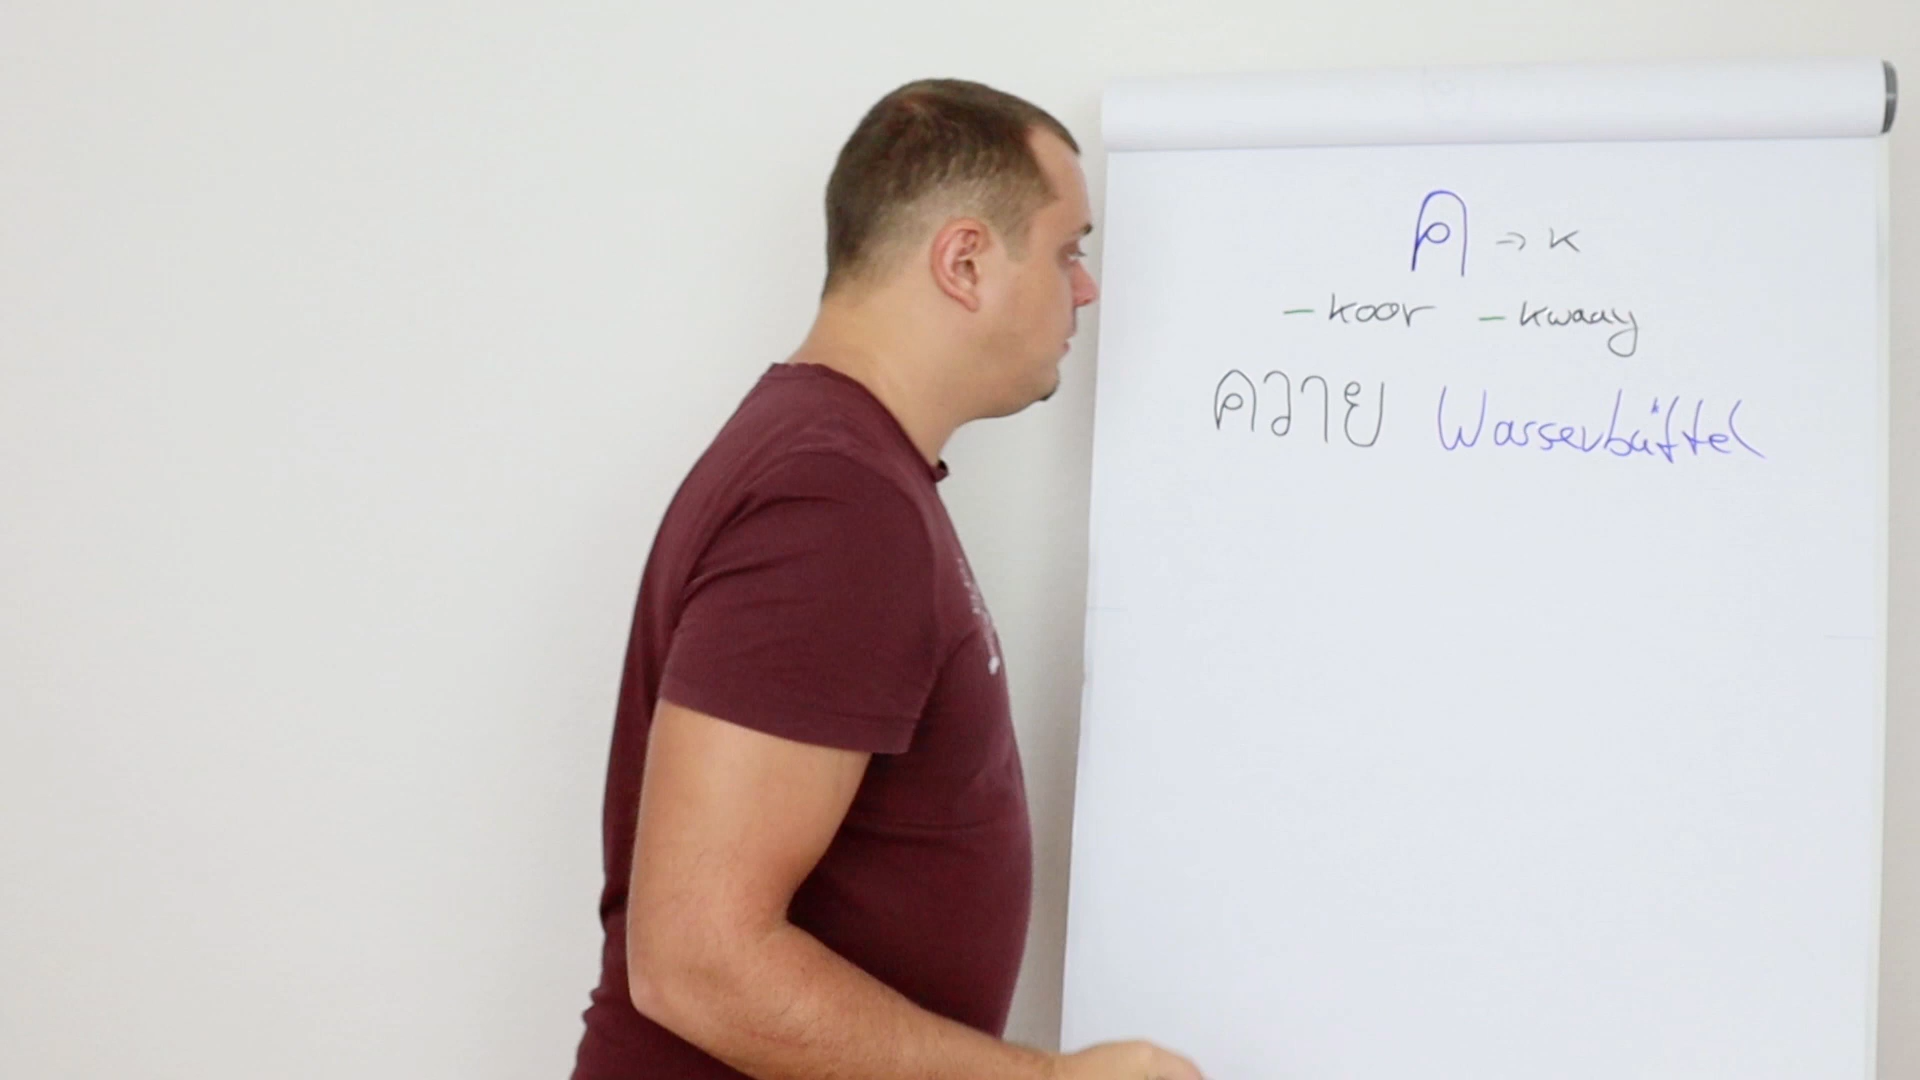 ค → k
– koor – kwaay
ควาย Wasserbüffel